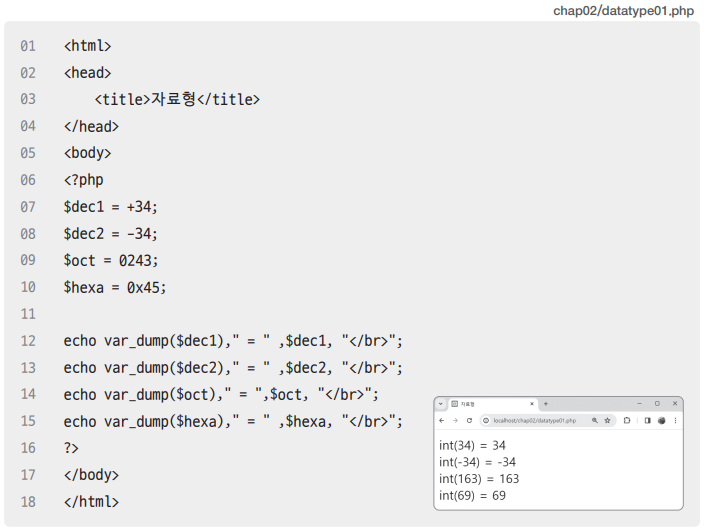 chap02/datatype01.php
01 <html>
02 <head>
03 <title>자료형</title>
04 </head>
05 <body>
06 <?php
07 $dec1 = +34;
08 $dec2 = -34;
09 $oct = 0243;
10 $hexa = 0x45;
11
12 echo var_dump($dec1)," = " ,$dec1, "</br>";
13 echo var_dump($dec2)," = " ,$dec2, "</br>";
14 echo var_dump($oct)," = ",$oct, "</br>";
15 echo var_dump($hexa)," = " ,$hexa, "</br>";
16 ?>
17 </body>
18 </html>
자료형
localhost/chap02/datatype01.php
int(34) = 34
int(-34) = -34
int(163) = 163
int(69) = 69